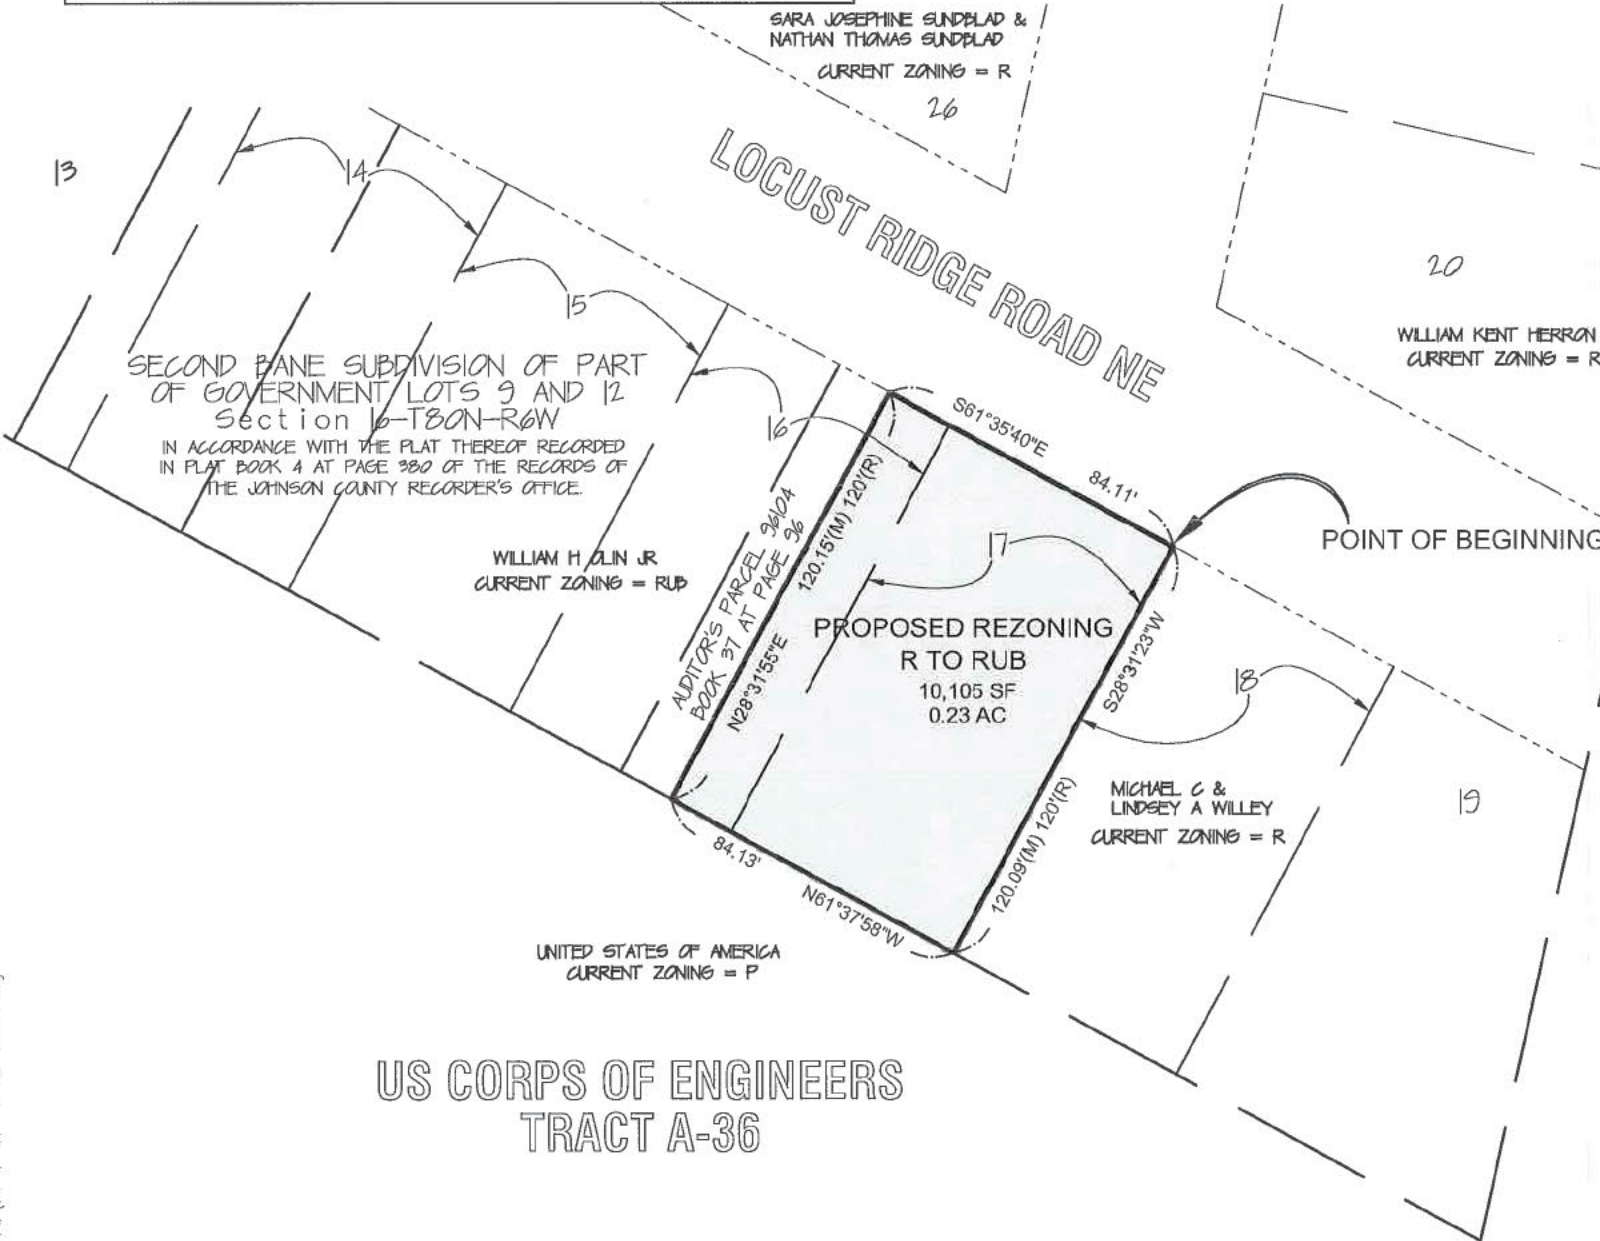 SARA JOSEPHINE SUNDBLAD &
NATHAN THOMAS SUNDBLAD
CURRENT ZONING = R
26
13
14
LOCUST RIDGE ROAD NE
20
15
WILLIAM KENT HERRON
CURRENT ZONING = R
SECOND BANE SUBDIVISION OF PART
OF GOVERNMENT LOTS 9 AND 12
Section 16-T80N-R6W
IN ACCORDANCE WITH THE PLAT THEREOF RECORDED
IN PLAT BOOK 4 AT PAGE 380 OF THE RECORDS OF
THE JOHNSON COUNTY RECORDER'S OFFICE.
16
S61°35'40"E
84.11'
120.15'(M) 120'(R)
N28°31'55"E
AUDITOR'S PARCEL 96104
BOOK 37 AT PAGE 96
POINT OF BEGINNING
17
WILLIAM H OLIN JR
CURRENT ZONING = RUB
PROPOSED REZONING
R TO RUB
10,105 SF
0.23 AC
S28°31'23"W
120.09'(M) 120'(R)
18
MICHAEL C &
LINDSEY A WILLEY
CURRENT ZONING = R
19
84.13'
N61°37'58"W
UNITED STATES OF AMERICA
CURRENT ZONING = P
US CORPS OF ENGINEERS
TRACT A-36